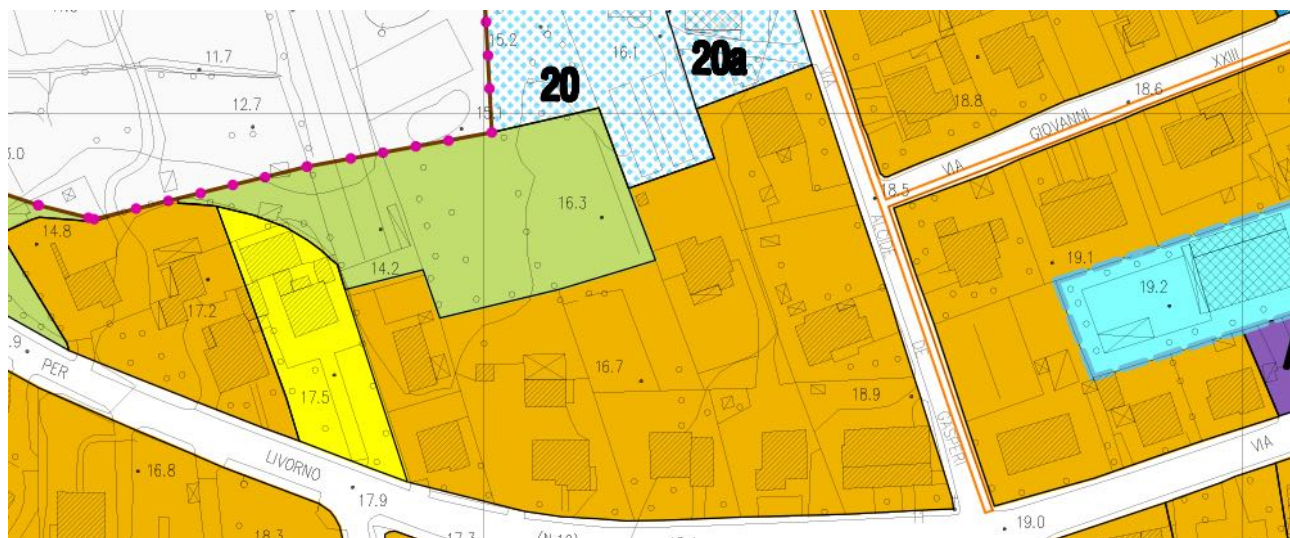 15.2
16.1
20
20a
11.7
VIA
XXIII
18.6
12.7
18.8
GIOVANNI
VIA
18.5
16.3
14.8
ALCIDE
19.1
14.2
19.2
17.2
DE
PER
16.7
17.5
18.9
GASPERI
LIVORNO
VIA
16.8
17.9
19.0